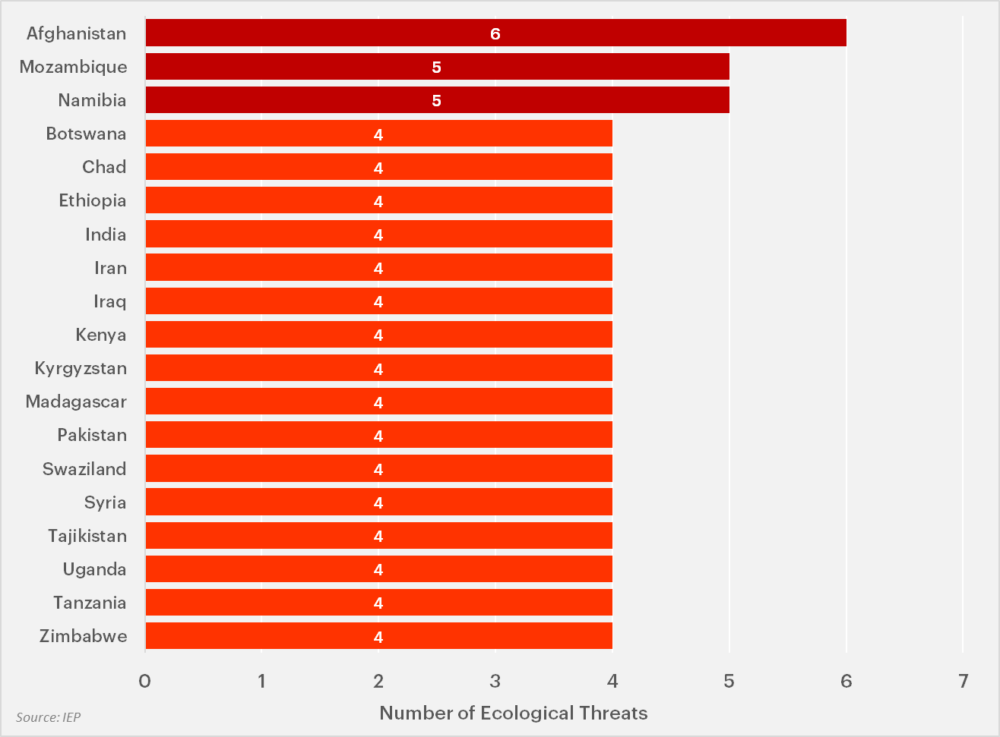 Afghanistan 6
Mozambique 5
Namibia 5
Botswana 4
Chad 4
Ethiopia 4
India 4
Iran 4
Iraq 4
Kenya 4
Kyrgyzstan 4
Madagascar 4
Pakistan 4
Swaziland 4
Syria 4
Tajikistan 4
Uganda 4
Tanzania 4
Zimbabwe 4
0 1 2 3 4 5 6 7
Number of Ecological Threats
Source: IEP